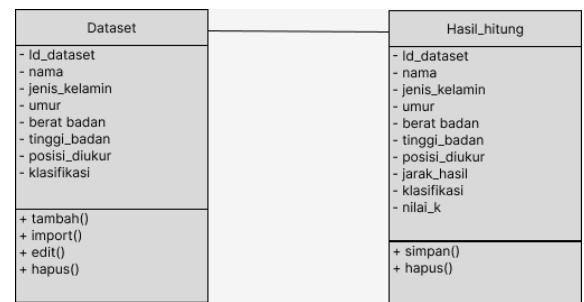 Dataset
- Id_dataset
- nama
- jenis_kelamin
- umur
- berat badan
- tinggi_badan
- posisi_diukur
- klasifikasi
+ tambah()
+ import()
+ edit()
+ hapus()
Hasil_hitung
- Id_dataset
- nama
- jenis_kelamin
- umur
- berat badan
- tinggi_badan
- posisi_diukur
- jarak_hasil
- klasifikasi
- nilai_k
+ simpan()
+ hapus()